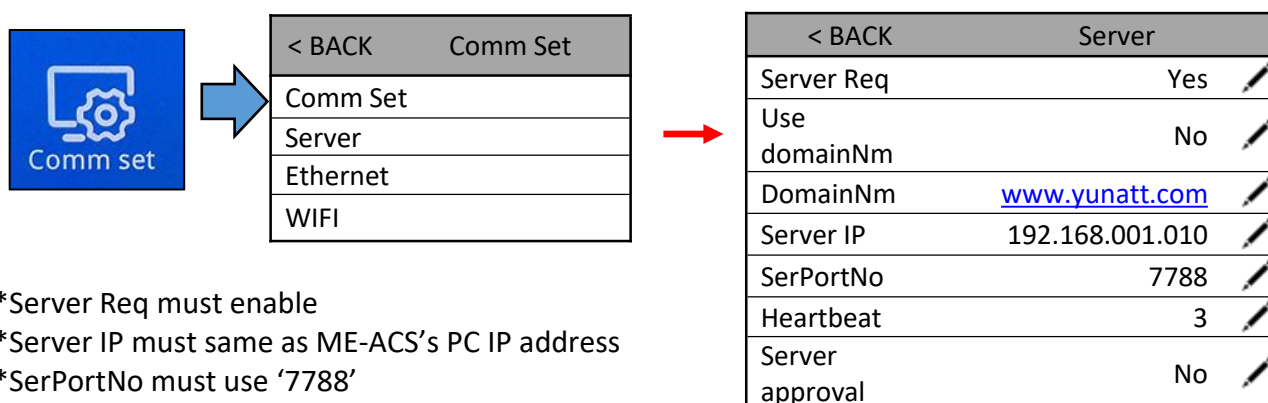 Comm set
< BACK Comm Set
Comm Set
Server
Ethernet
WIFI
*Server Req must enable
*Server IP must same as ME-ACS’s PC IP address
*SerPortNo must use ‘7788’
< BACK Server
Server Req Yes
Use
domainNm No
DomainNm www.yunatt.com
Server IP 192.168.001.010
SerPortNo 7788
Heartbeat 3
Server
approval No